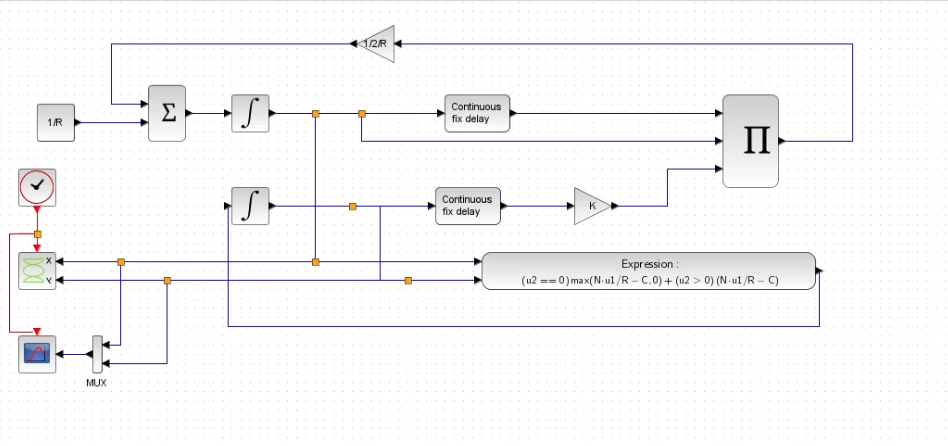 1/2/R
1/R
Σ
∫
Continuous
fix delay
Π
∫
Continuous
fix delay
K
X
Y
Expression :
(u2 == 0) max(N·u1/R − C, 0) + (u2 > 0) (N·u1/R − C)
MUX